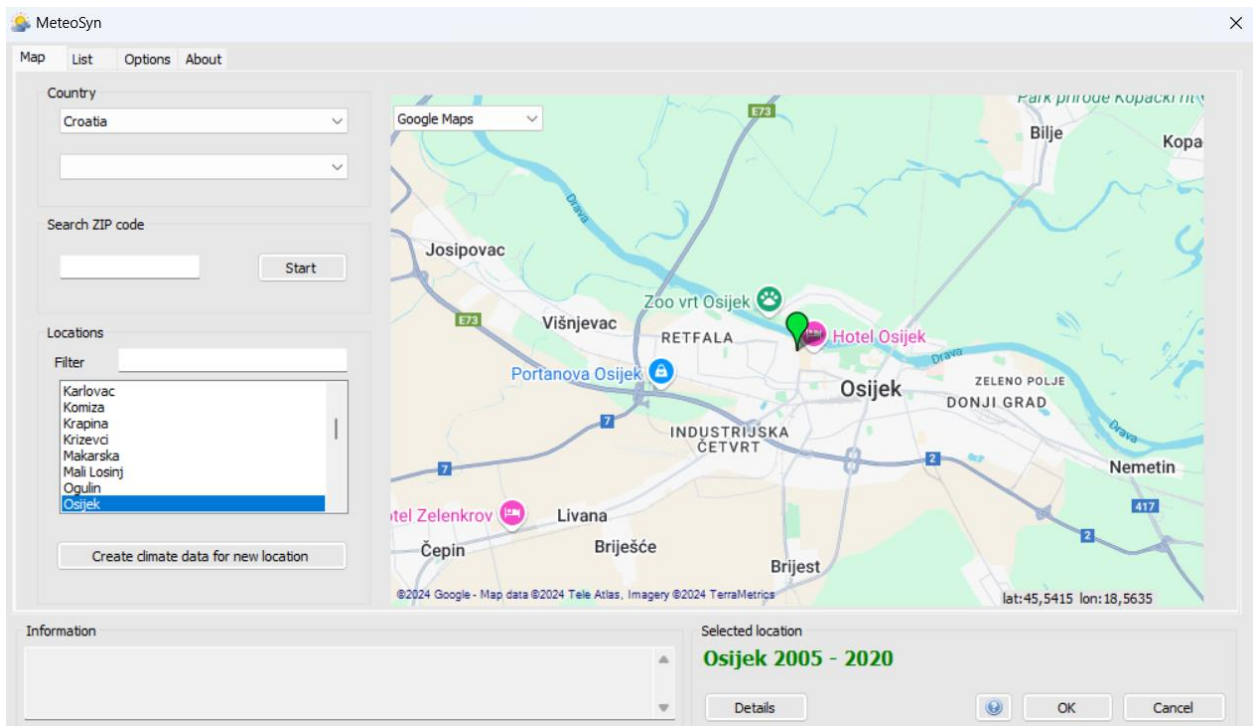 MeteoSyn
Map List Options About
Country
Croatia
Search ZIP code
Start
Locations
Filter
Karlovac
Komiza
Krapina
Krizevci
Makarska
Mali Losinj
Ogulin
Osijek
Create climate data for new location
Google Maps
E73
Park prirode Kopački rit
Bilje
Kopa
Drava
Josipovac
Zoo vrt Osijek
E73
Višnjevac
RETFALA
Hotel Osijek
Drava
Portanova Osijek
Osijek
ZELENO POLJE
DONJI GRAD
7
INDUSTRIJSKA
ČETVRT
Drava
7
2
Nemetin
417
tel Zelenkrov
Livana
2
Čepin
Briješće
Brijest
©2024 Google - Map data ©2024 Tele Atlas, Imagery ©2024 TerraMetrics
lat:45,5415 lon:18,5635
Information
Selected location
Osijek 2005 - 2020
Details
OK
Cancel